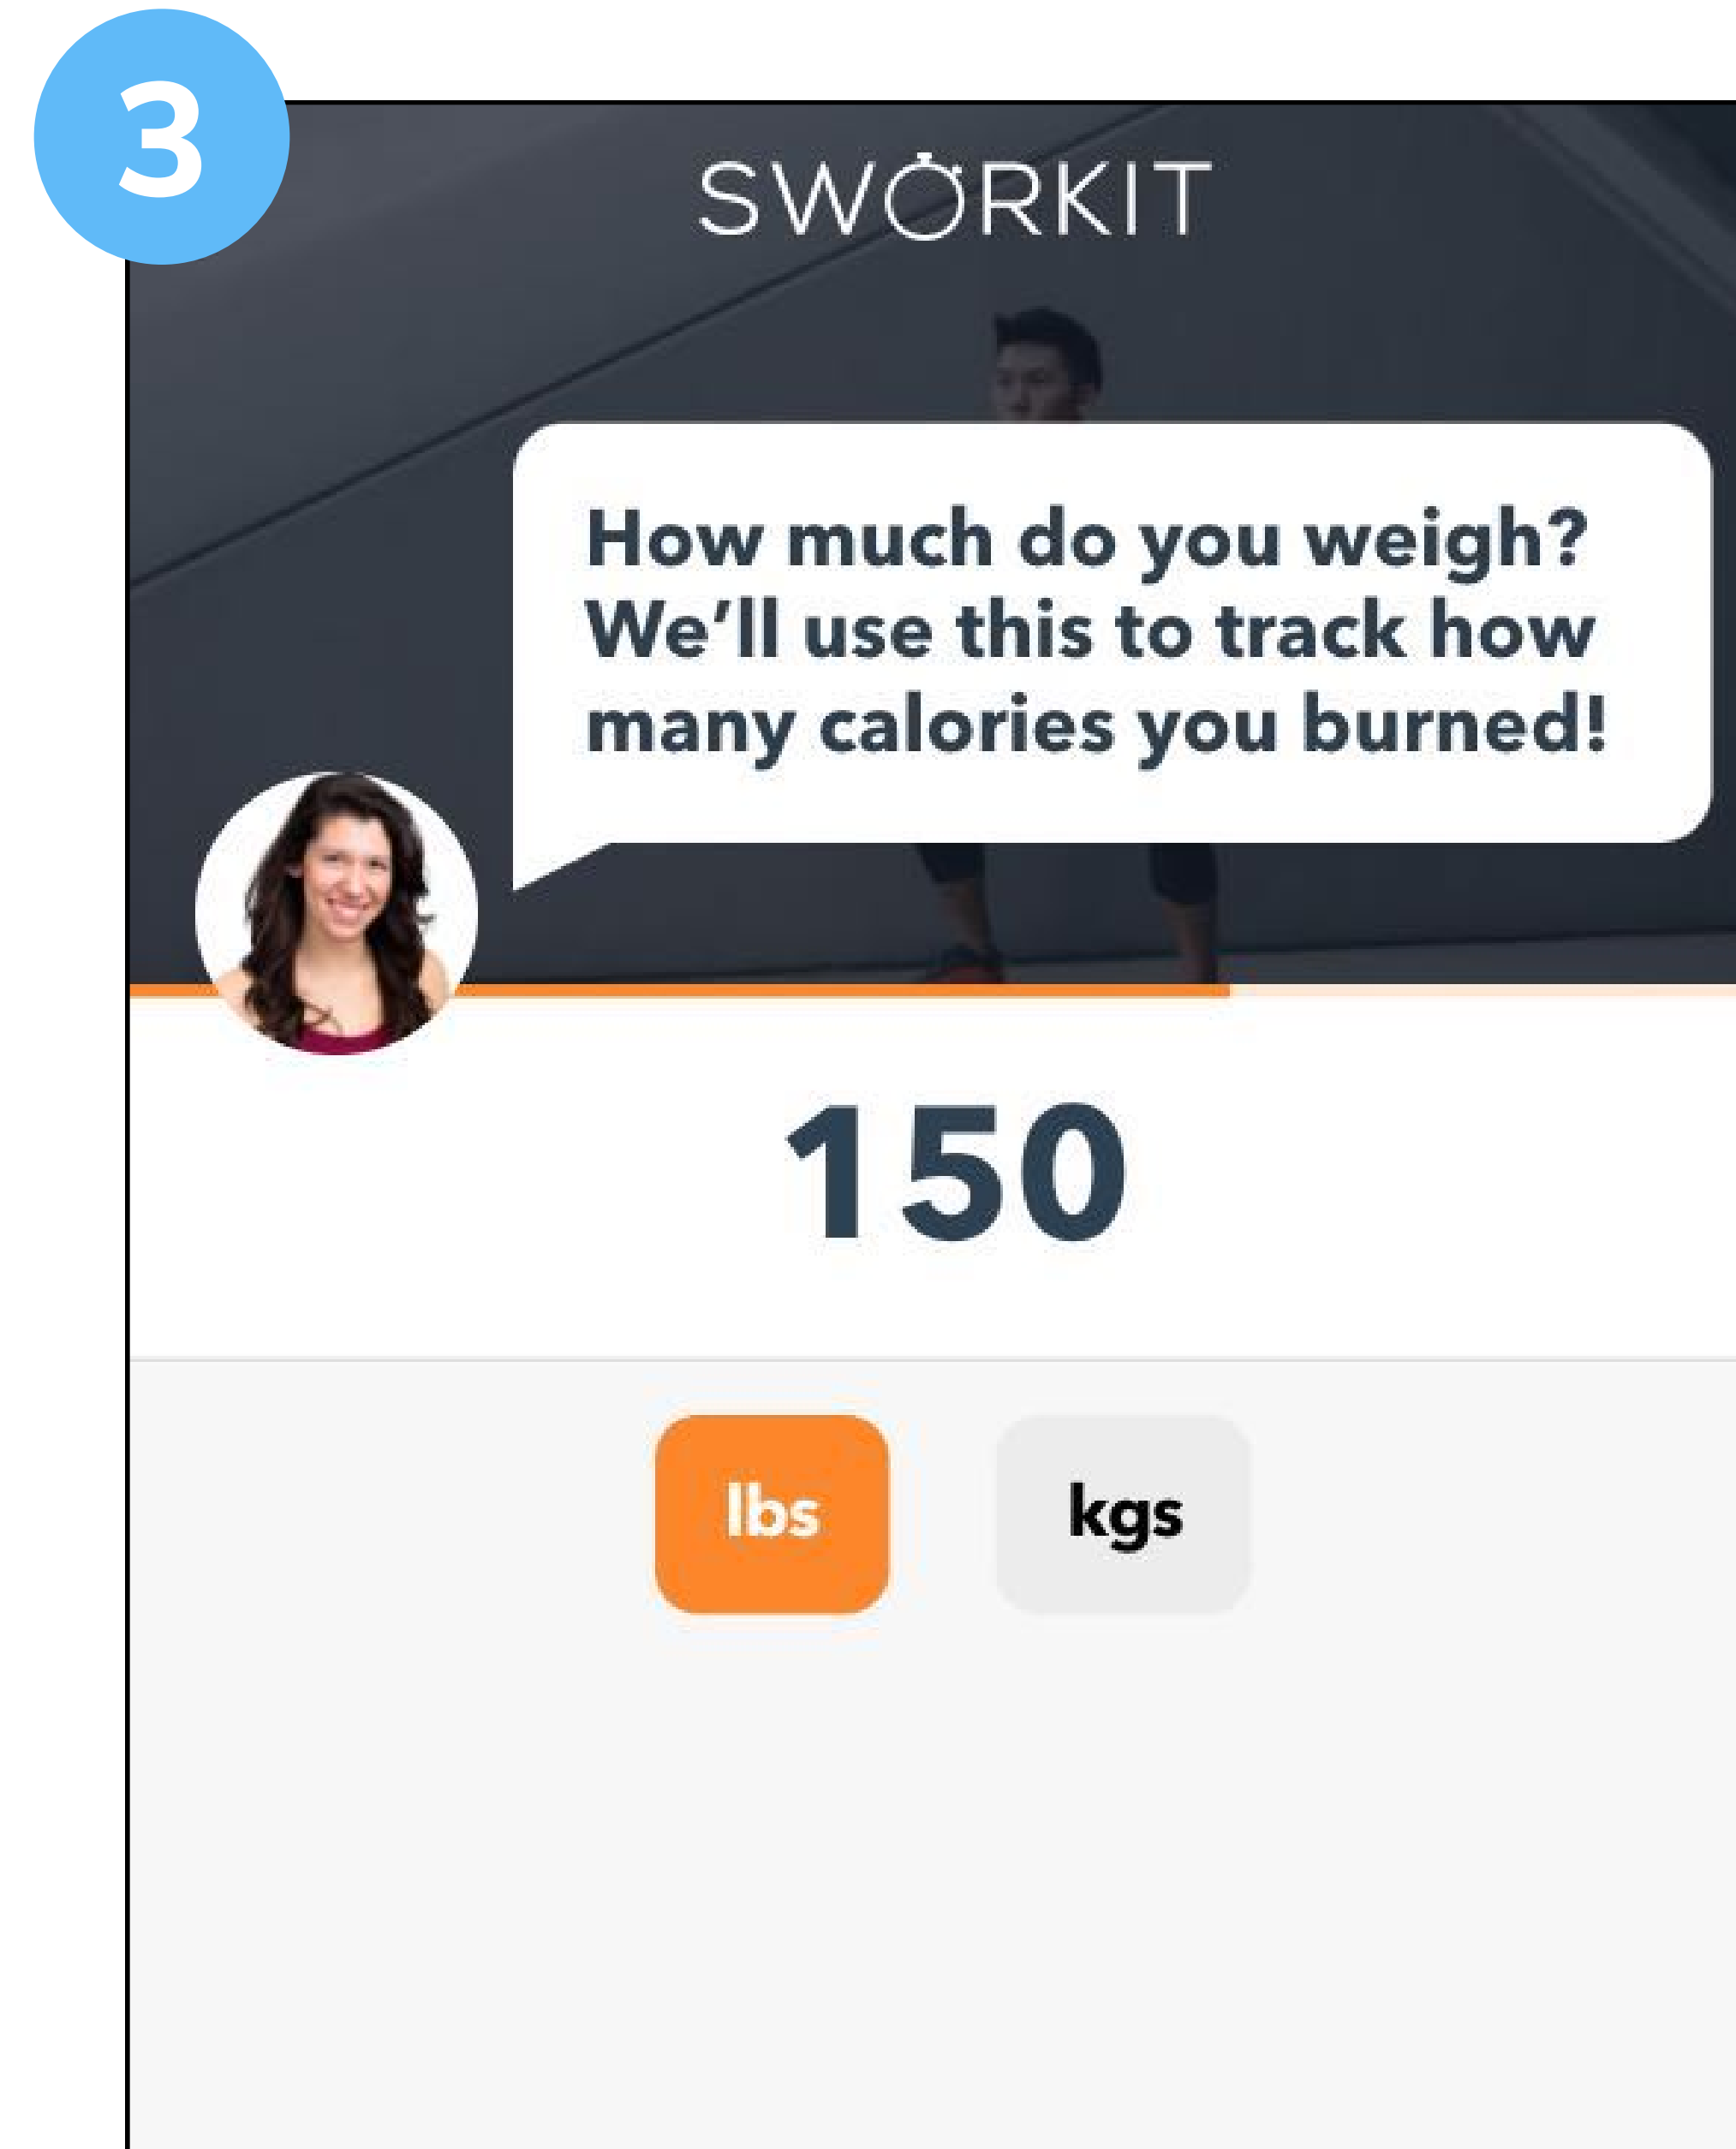 3
SWORKIT
How much do you weigh?
We’ll use this to track how
many calories you burned!
150
lbs
kgs